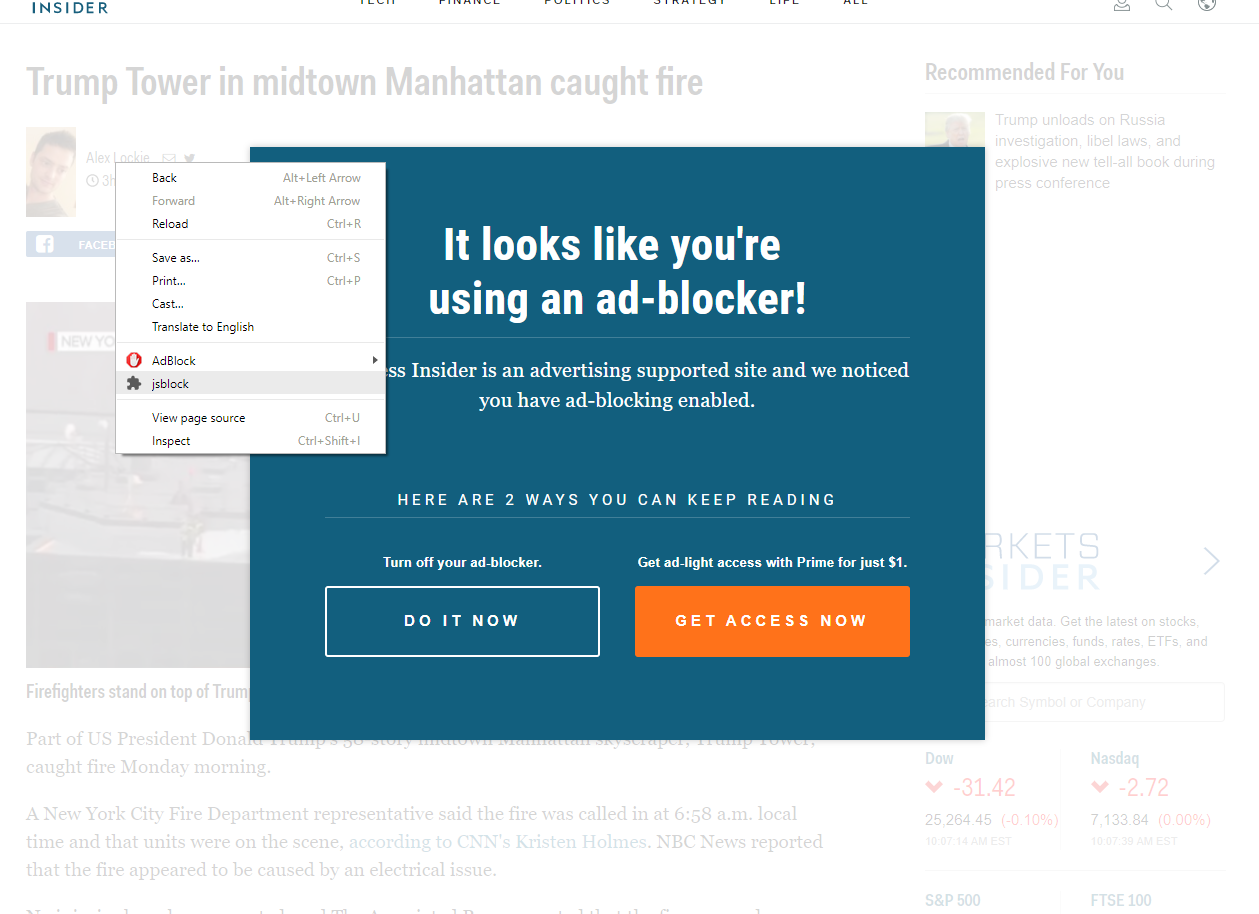 INSIDER
TECH FINANCE POLITICS STRATEGY LIFE ALL
Trump Tower in midtown Manhattan caught fire
Alex Lockie
3h
FACEB
NEW YO
Back Alt+Left Arrow
Forward Alt+Right Arrow
Reload Ctrl+R
Save as... Ctrl+S
Print... Ctrl+P
Cast...
Translate to English
AdBlock
jsblock
View page source Ctrl+U
Inspect Ctrl+Shift+I
It looks like you're
using an ad-blocker!
ess Insider is an advertising supported site and we noticed
you have ad-blocking enabled.
HERE ARE 2 WAYS YOU CAN KEEP READING
Turn off your ad-blocker.
DO IT NOW
Get ad-light access with Prime for just $1.
GET ACCESS NOW
Firefighters stand on top of Trump
Part of US President Donald Trump's 58-story midtown Manhattan skyscraper, Trump Tower,
caught fire Monday morning.
A New York City Fire Department representative said the fire was called in at 6:58 a.m. local
time and that units were on the scene, according to CNN's Kristen Holmes. NBC News reported
that the fire appeared to be caused by an electrical issue.
Recommended For You
Trump unloads on Russia
investigation, libel laws, and
explosive new tell-all book during
press conference
RKETS
SIDER
market data. Get the latest on stocks,
es, currencies, funds, rates, ETFs, and
almost 100 global exchanges.
arch Symbol or Company
Dow Nasdaq
-31.42 -2.72
25,264.45 (-0.10%) 7,133.84 (0.00%)
10:07:14 AM EST 10:07:39 AM EST
S&P 500 FTSE 100